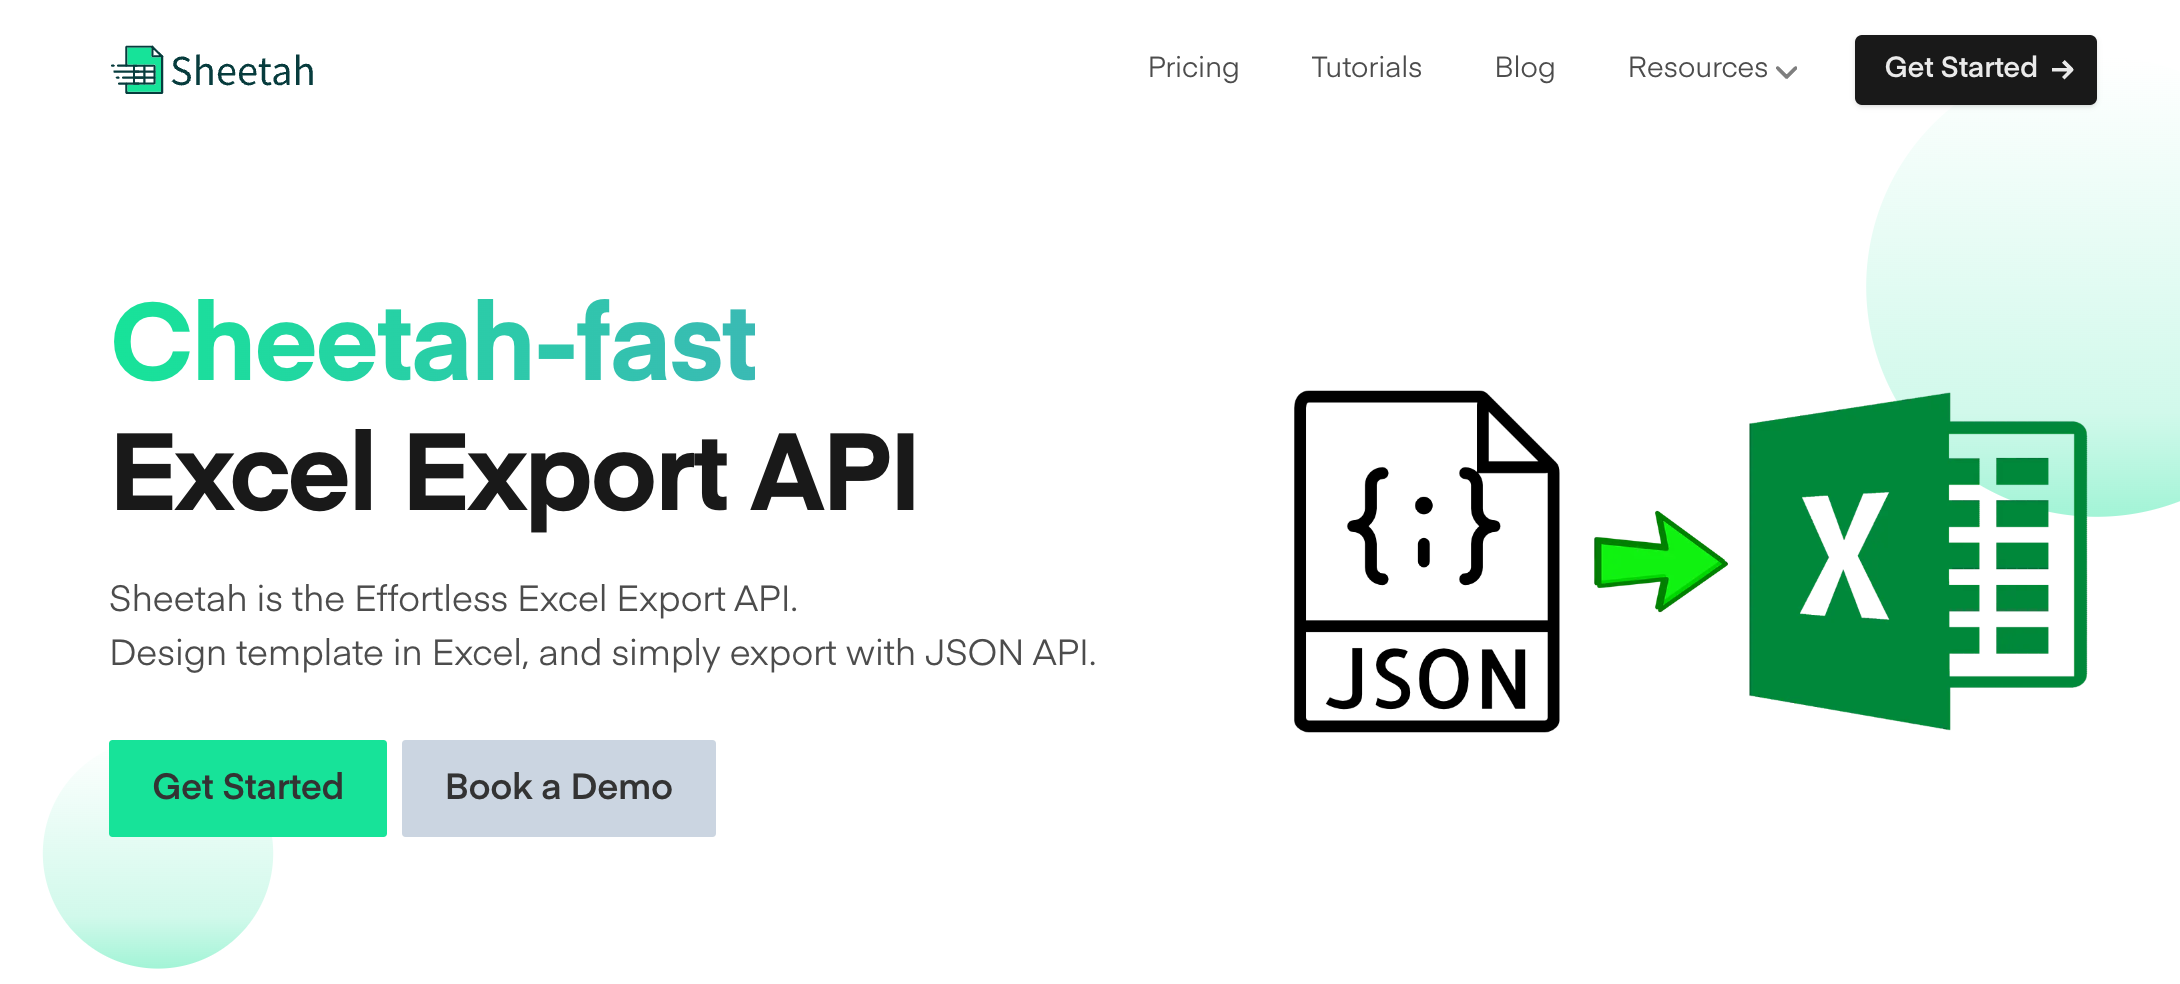 Sheetah
Pricing
Tutorials
Blog
Resources
Get Started →
Cheetah-fast
Excel Export API
Sheetah is the Effortless Excel Export API.
Design template in Excel, and simply export with JSON API.
Get Started
Book a Demo
{;}
JSON
X